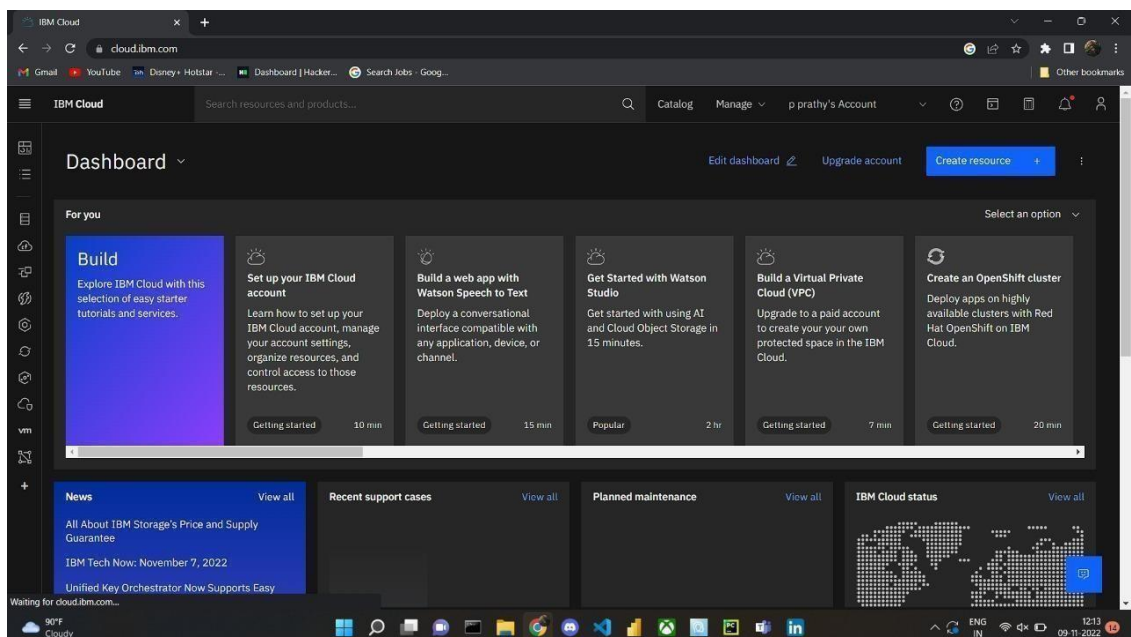 IBM Cloud
cloud.ibm.com
Gmail YouTube Disney+ Hotstar -... Dashboard | Hacker... Search Jobs - Goog... Other bookmarks
IBM Cloud Search resources and products... Catalog Manage p prathy's Account
Dashboard Edit dashboard Upgrade account Create resource +
For you Select an option
Build
Explore IBM Cloud with this
selection of easy starter
tutorials and services.
Set up your IBM Cloud
account
Learn how to set up your
IBM Cloud account, manage
your account settings,
organize resources, and
control access to those
resources.
Getting started 10 min
Build a web app with
Watson Speech to Text
Deploy a conversational
interface compatible with
any application, device, or
channel.
Getting started 15 min
Get Started with Watson
Studio
Get started with using AI
and Cloud Object Storage in
15 minutes.
Popular 2 hr
Build a Virtual Private
Cloud (VPC)
Upgrade to a paid account
to create your your own
protected space in the IBM
Cloud.
Getting started 7 min
Create an OpenShift cluster
Deploy apps on highly
available clusters with Red
Hat OpenShift on IBM
Cloud.
Getting started 20 min
vm
News View all
All About IBM Storage's Price and Supply
Guarantee
IBM Tech Now: November 7, 2022
Unified Key Orchestrator Now Supports Easy
Recent support cases View all
Planned maintenance View all
IBM Cloud status View all
Waiting for cloud.ibm.com...
90°F
Cloudy
ENG
IN
12:13
09-11-2022
14